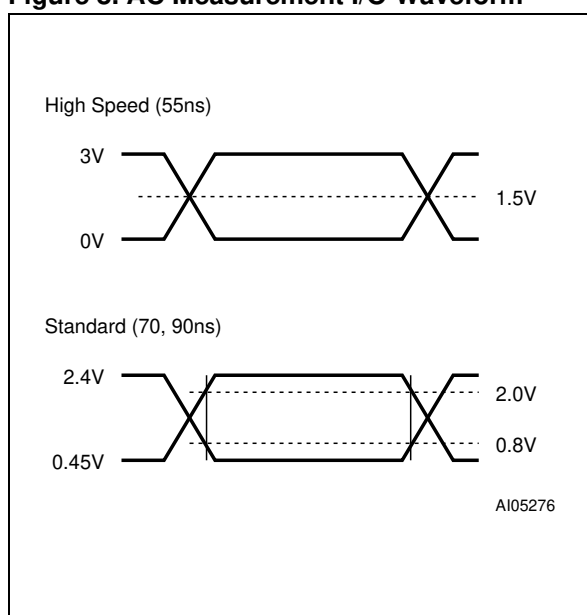 Figure 8. AC Measurement I/O Waveform
High Speed (55ns)
3V
1.5V
0V
Standard (70, 90ns)
2.4V
2.0V
0.8V
0.45V
AI05276